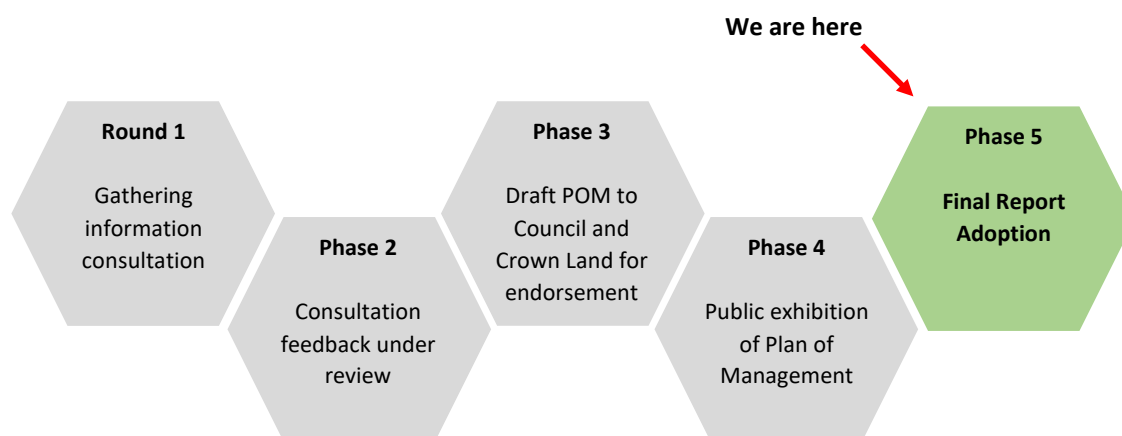 We are here
Round 1
Gathering
information
consultation
Phase 2
Consultation
feedback under
review
Phase 3
Draft POM to
Council and
Crown Land for
endorsement
Phase 4
Public exhibition
of Plan of
Management
Phase 5
Final Report
Adoption